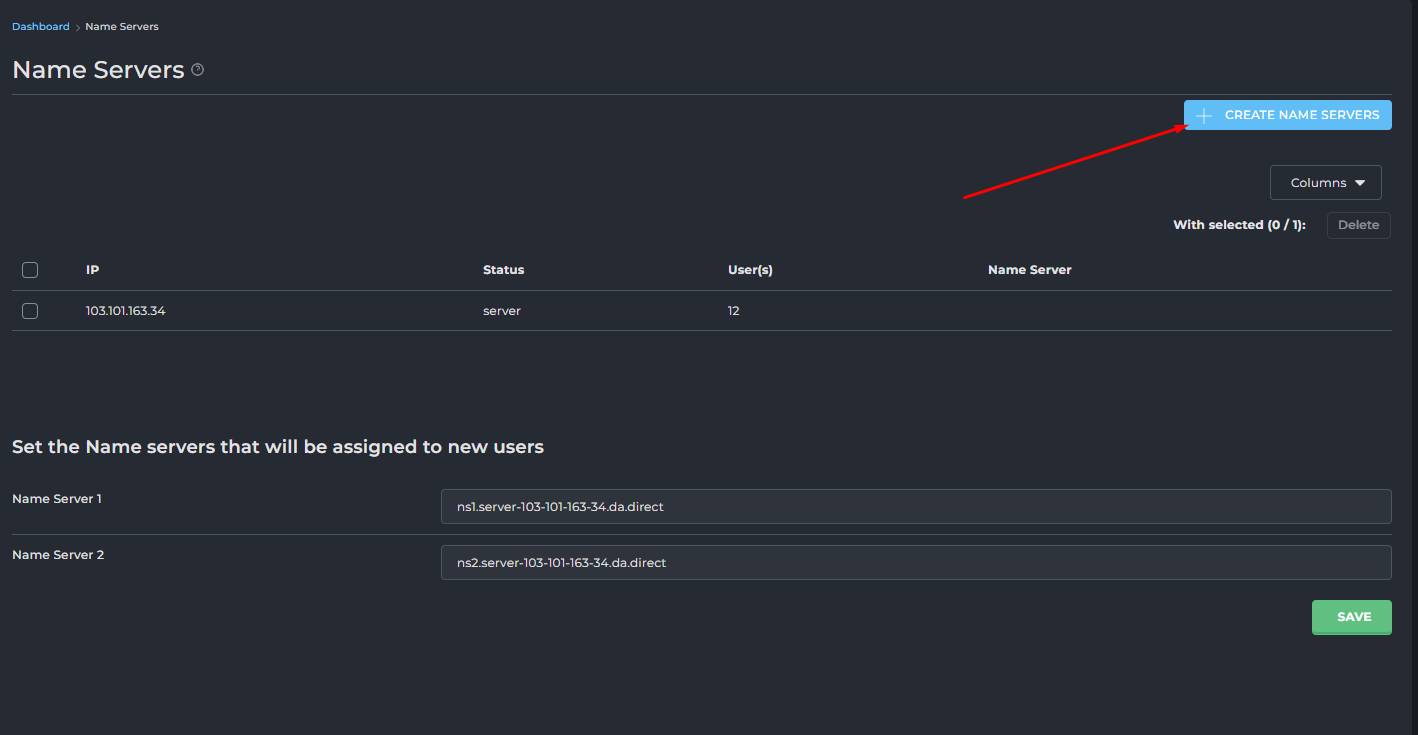 Dashboard > Name Servers
Name Servers
CREATE NAME SERVERS
Columns
With selected (0 / 1): Delete
IP Status User(s) Name Server
103.101.163.34 server 12
Set the Name servers that will be assigned to new users
Name Server 1 ns1.server-103-101-163-34.da.direct
Name Server 2 ns2.server-103-101-163-34.da.direct
SAVE